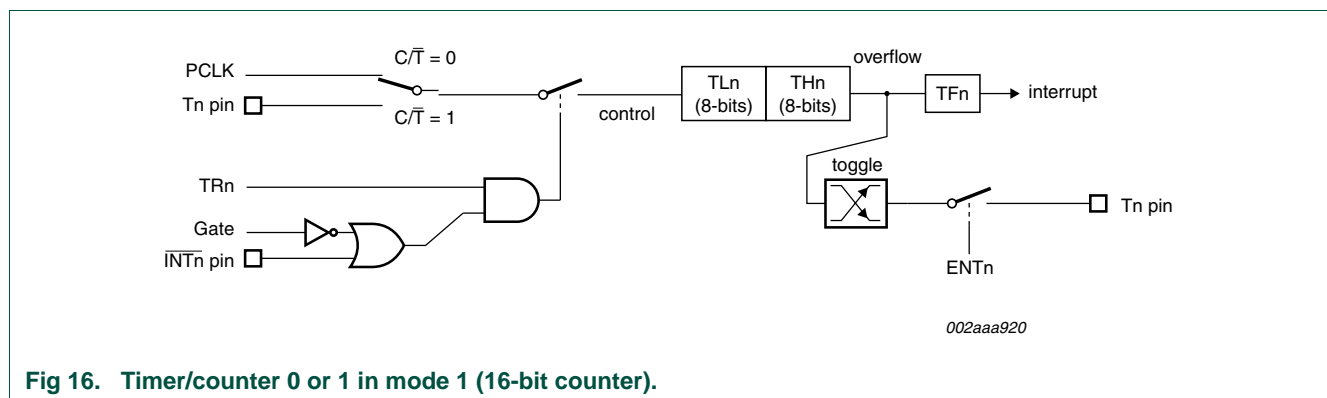 PCLK
Tn pin
C/T̅ = 0
C/T̅ = 1
control
TLn
(8-bits)
THn
(8-bits)
overflow
TFn
interrupt
toggle
Tn pin
ENTn
TRn
Gate
I̅N̅T̅n̅ pin
002aaa920
Fig 16. Timer/counter 0 or 1 in mode 1 (16-bit counter).